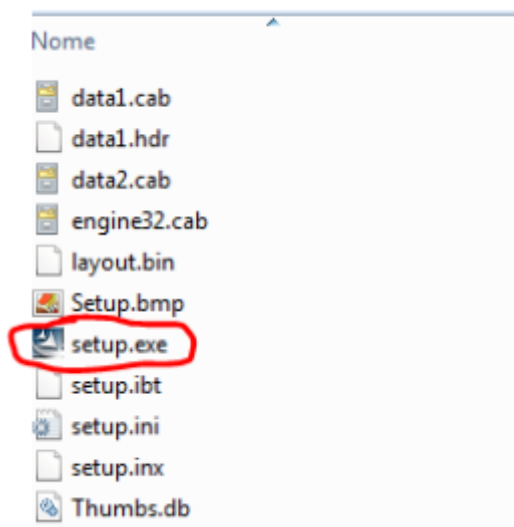 Nome
data1.cab
data1.hdr
data2.cab
engine32.cab
layout.bin
Setup.bmp
setup.exe
setup.ibt
setup.ini
setup.inx
Thumbs.db